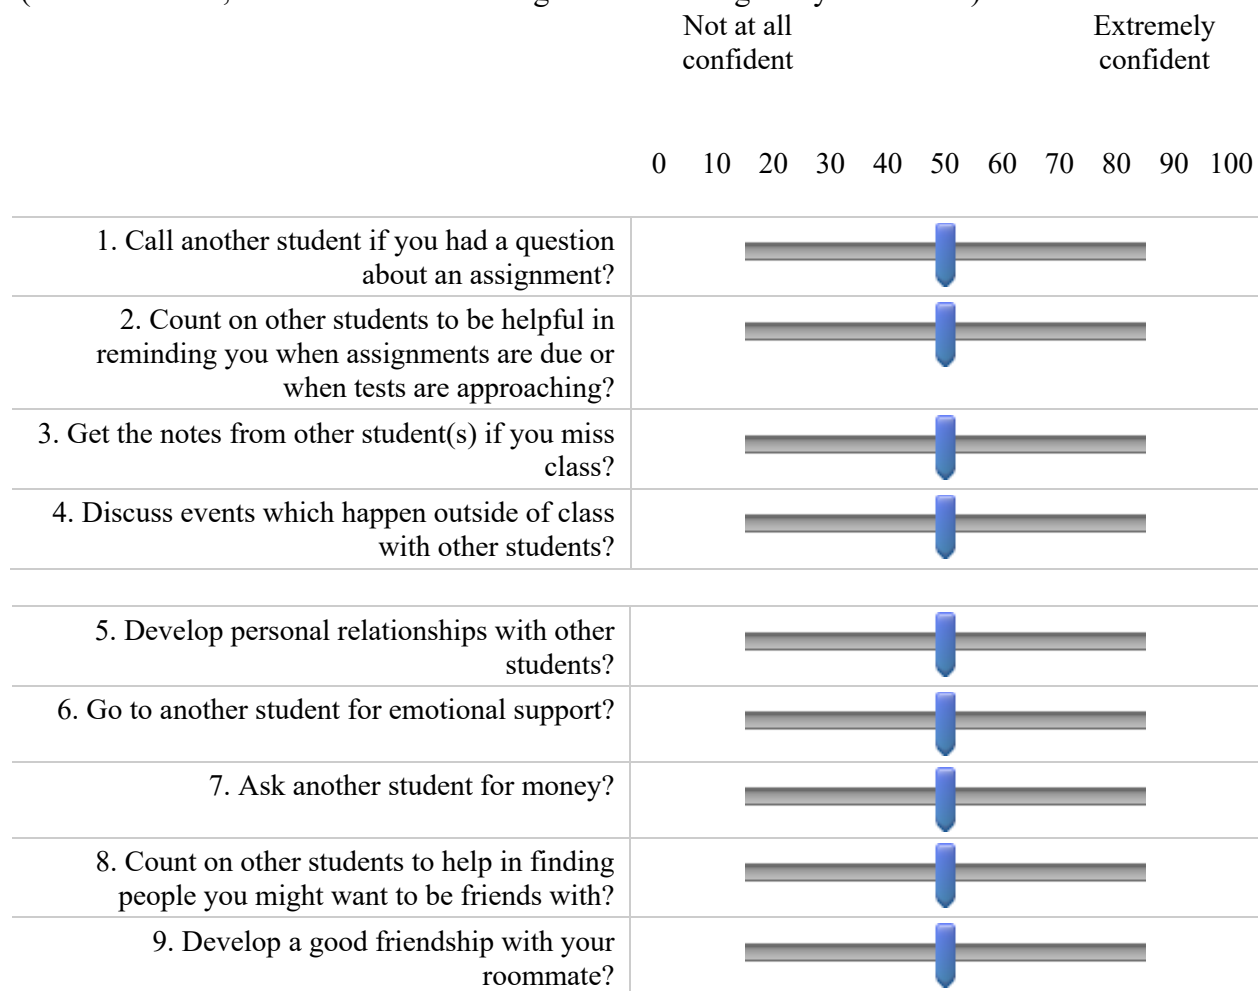 Not at all
confident
Extremely
confident
0 10 20 30 40 50 60 70 80 90 100
1. Call another student if you had a question
about an assignment?
2. Count on other students to be helpful in
reminding you when assignments are due or
when tests are approaching?
3. Get the notes from other student(s) if you miss
class?
4. Discuss events which happen outside of class
with other students?
5. Develop personal relationships with other
students?
6. Go to another student for emotional support?
7. Ask another student for money?
8. Count on other students to help in finding
people you might want to be friends with?
9. Develop a good friendship with your
roommate?